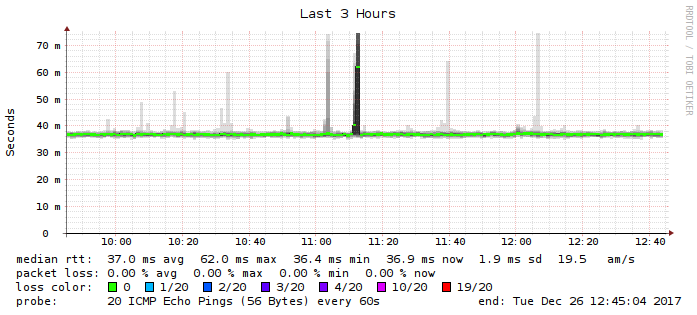 Last 3 Hours
RRDTOOL / TOBI OETIKER
Seconds
70 m
60 m
50 m
40 m
30 m
20 m
10 m
0
10:00 10:20 10:40 11:00 11:20 11:40 12:00 12:20 12:40
median rtt: 37.0 ms avg 62.0 ms max 36.4 ms min 36.9 ms now 1.9 ms sd 19.5 am/s
packet loss: 0.00 % avg 0.00 % max 0.00 % min 0.00 % now
loss color: 0 1/20 2/20 3/20 4/20 10/20 19/20
probe: 20 ICMP Echo Pings (56 Bytes) every 60s end: Tue Dec 26 12:45:04 2017